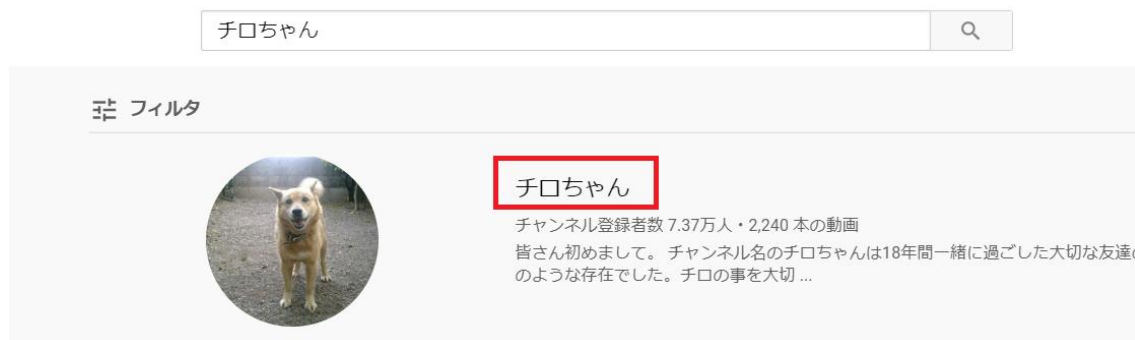 チロちゃん
フィルタ
チロちゃん
チャンネル登録者数 7.37万人・2,240 本の動画
皆さん初めまして。 チャンネル名のチロちゃんは18年間一緒に過ごした大切な友達
のような存在でした。チロの事を大切 ...